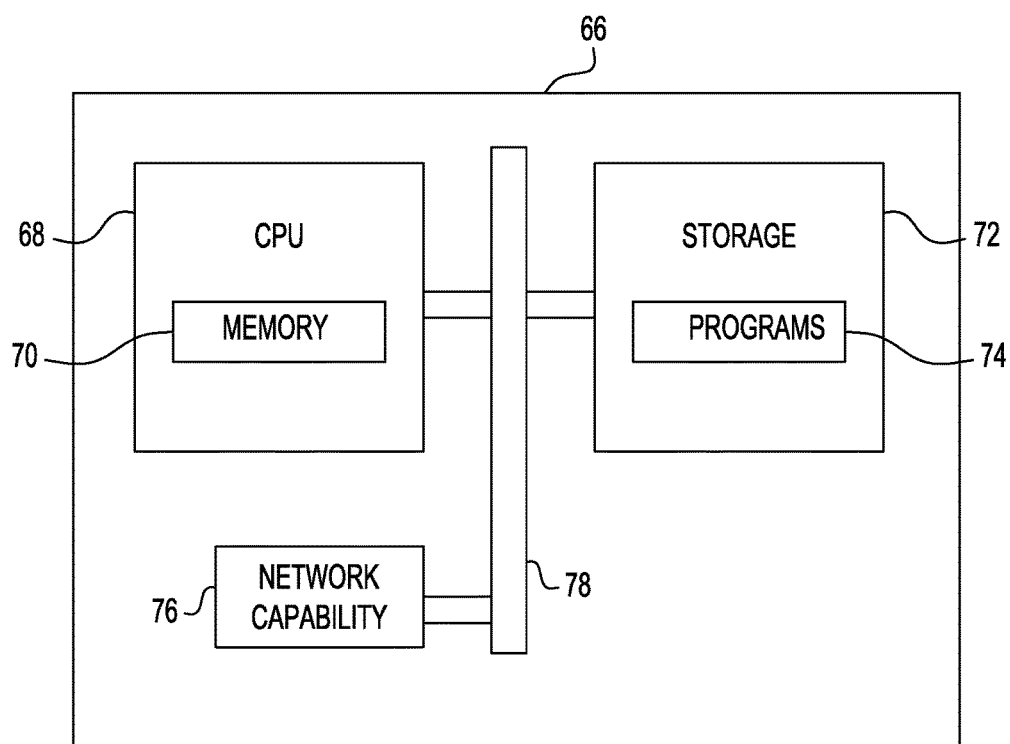 66
68
CPU
STORAGE
72
70
MEMORY
PROGRAMS
74
76
NETWORK
CAPABILITY
78